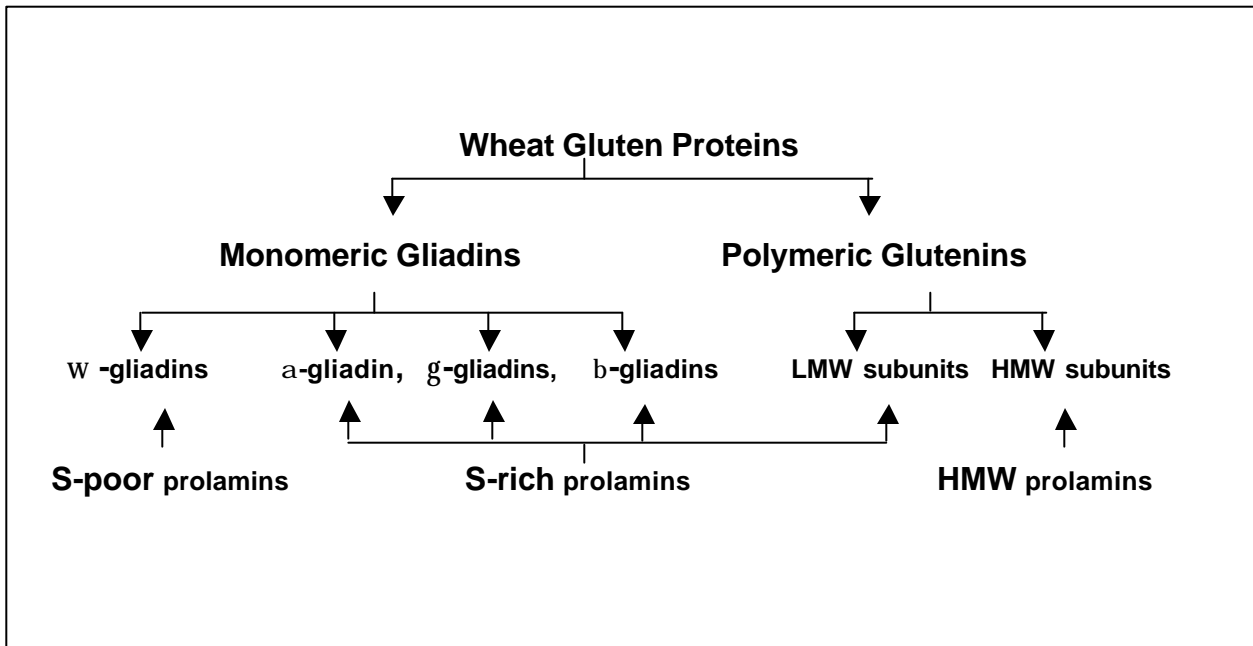 Wheat Gluten Proteins
Monomeric Gliadins Polymeric Glutenins
w -gliadins a-gliadin, g-gliadins, b-gliadins LMW subunits HMW subunits
S-poor prolamins S-rich prolamins HMW prolamins